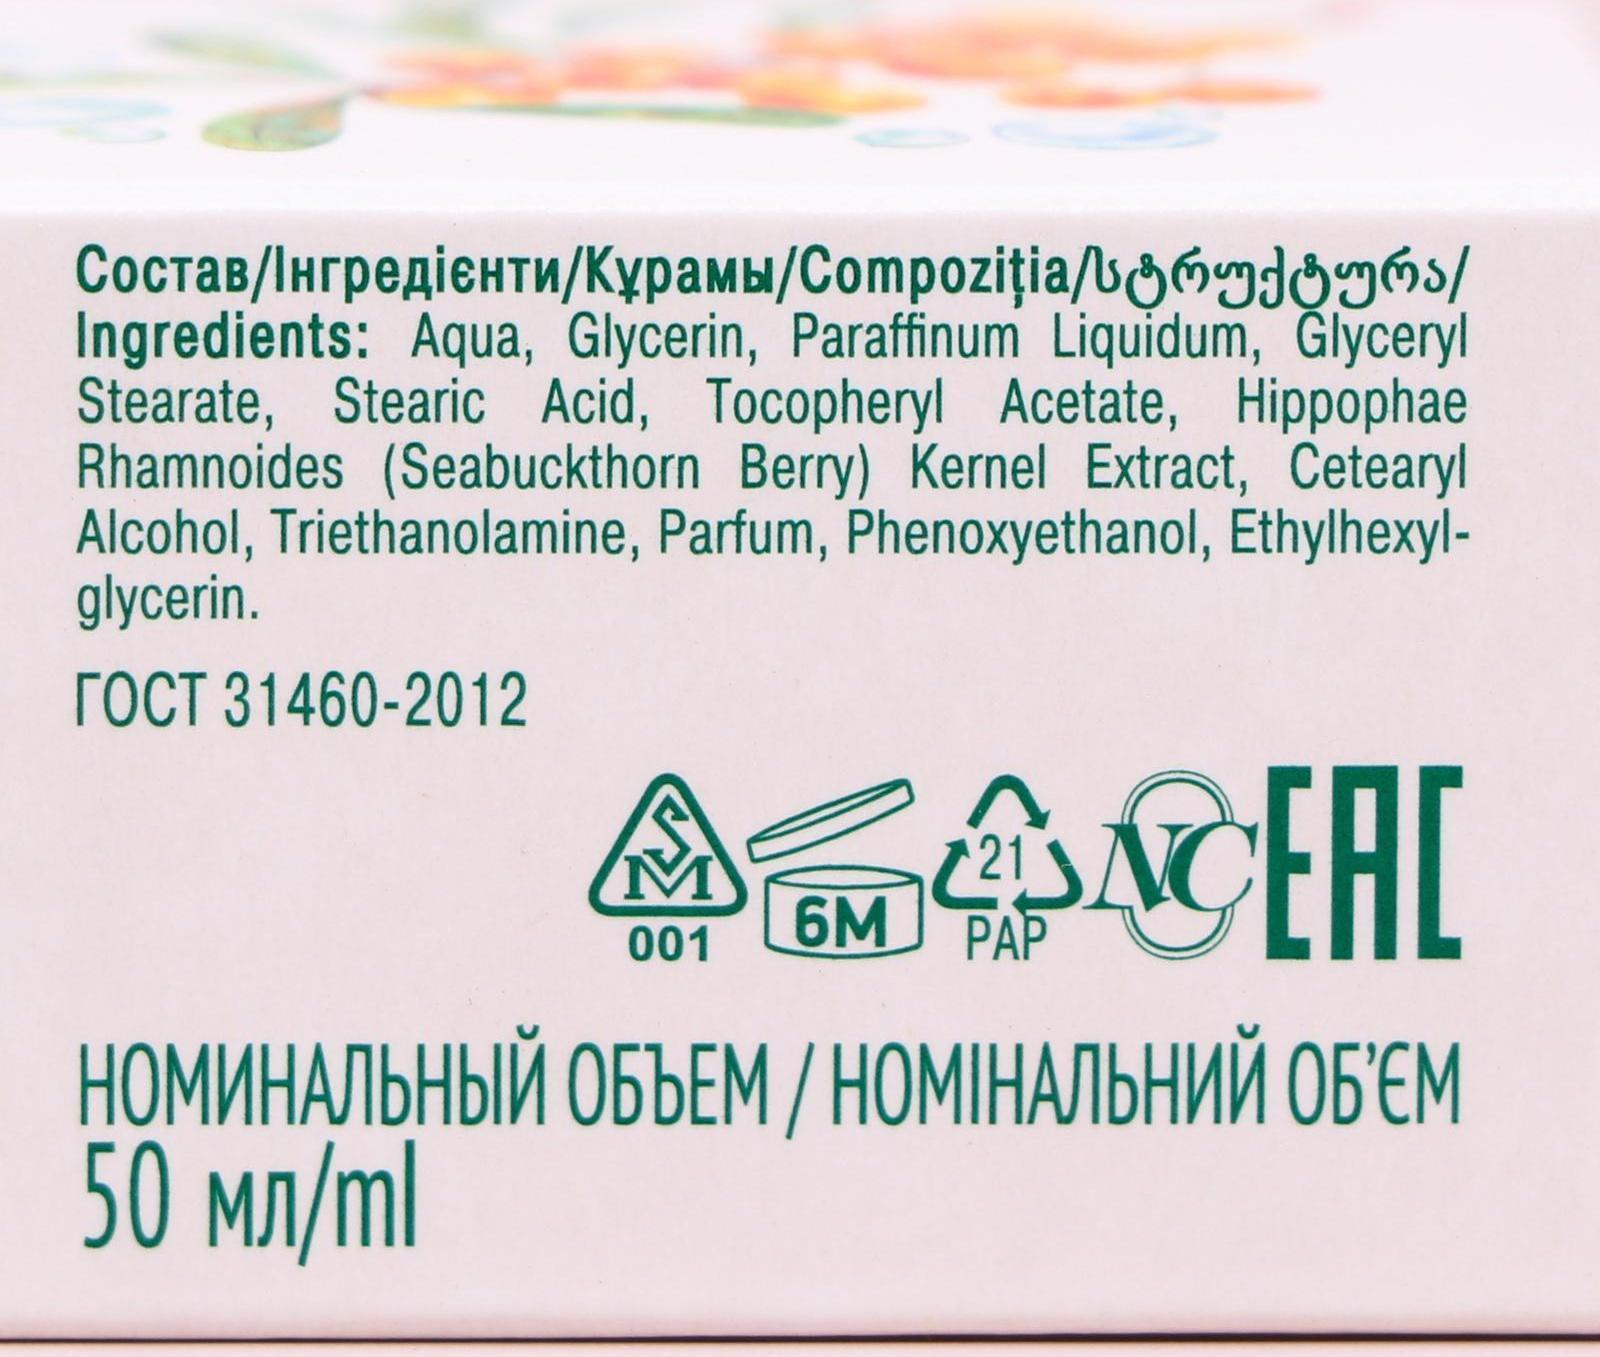 Состав/Інгредієнти/Құрамы/Compoziția/სტრუქტურა/
Ingredients: Aqua, Glycerin, Paraffinum Liquidum, Glyceryl
Stearate, Stearic Acid, Tocopheryl Acetate, Hippophae
Rhamnoides (Seabuckthorn Berry) Kernel Extract, Cetearyl
Alcohol, Triethanolamine, Parfum, Phenoxyethanol, Ethylhexyl-
glycerin.
ГОСТ 31460-2012
SM
001
6M
21
PAP
NC
EAC
НОМИНАЛЬНЫЙ ОБЪЕМ / НОМІНАЛЬНИЙ ОБ'ЄМ
50 мл/ml